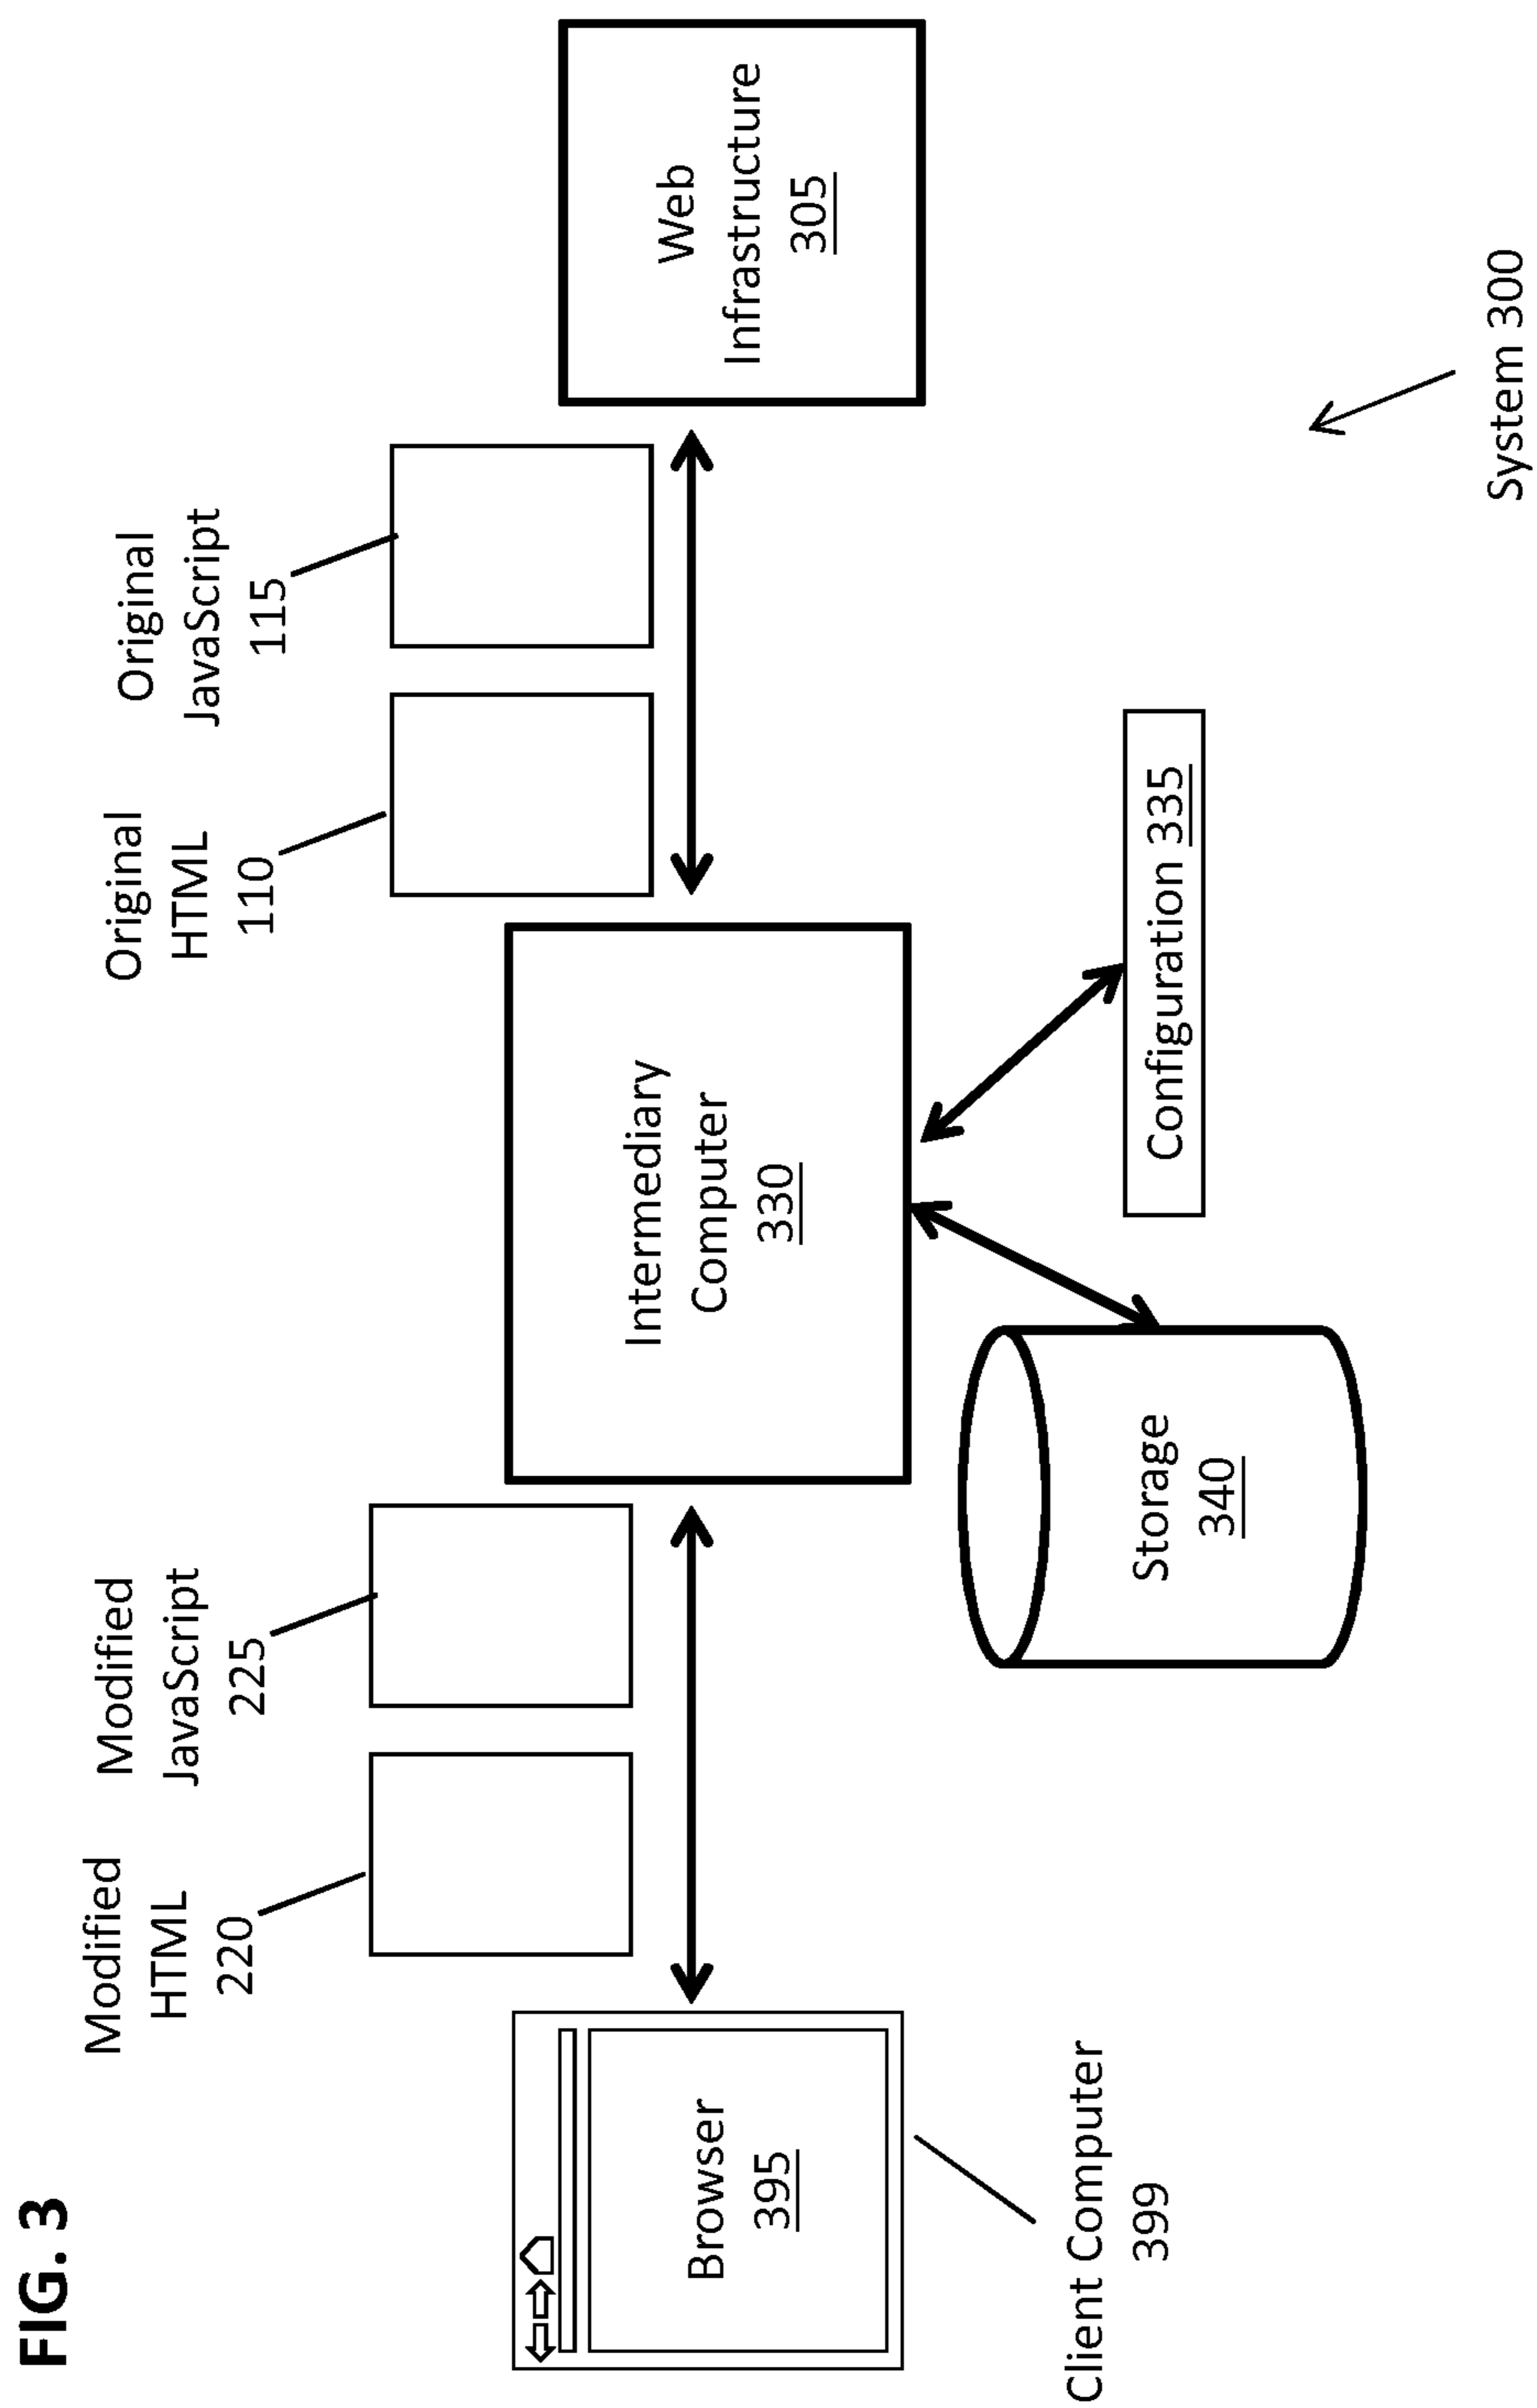 FIG. 3
Modified
HTML
220
Modified
JavaScript
225
Original
HTML
110
Original
JavaScript
115
Browser
395
Client Computer
399
Intermediary
Computer
330
Web
Infrastructure
305
Storage
340
Configuration 335
System 300